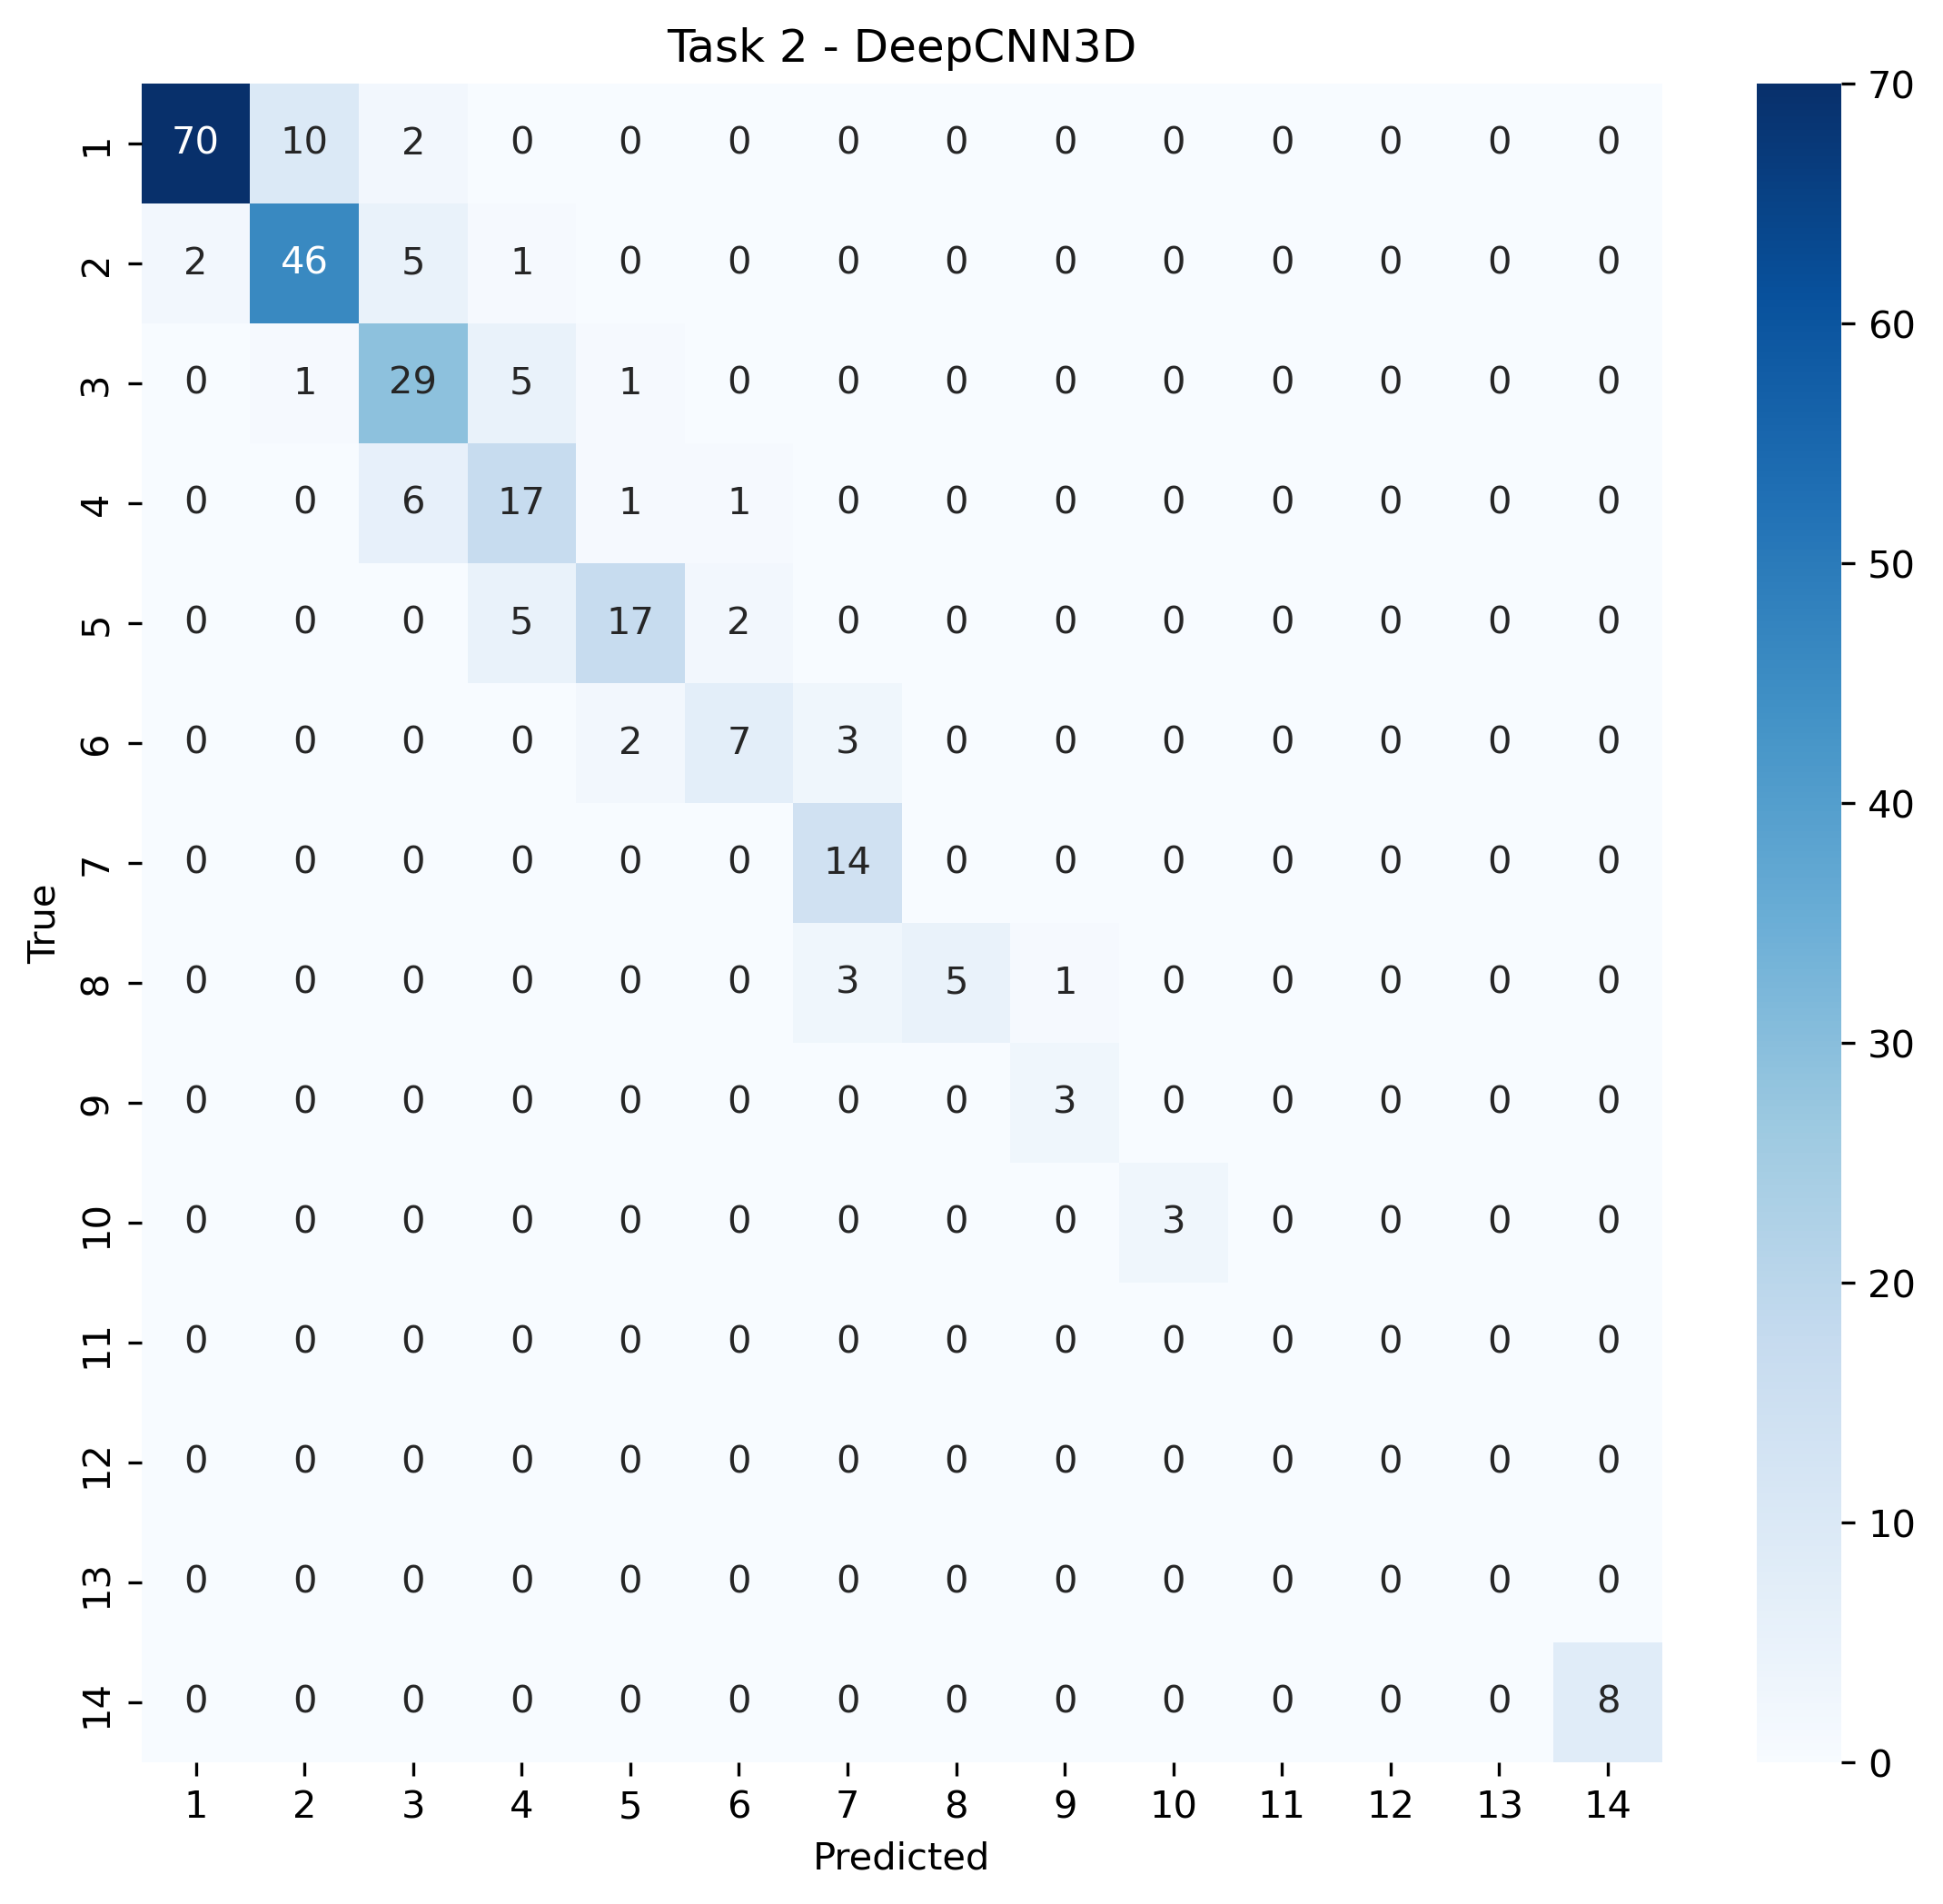 Task 2 - DeepCNN3D
1 70 10 2 0 0 0 0 0 0 0 0 0 0 0
2 2 46 5 1 0 0 0 0 0 0 0 0 0 0
3 0 1 29 5 1 0 0 0 0 0 0 0 0 0
4 0 0 6 17 1 1 0 0 0 0 0 0 0 0
5 0 0 0 5 17 2 0 0 0 0 0 0 0 0
6 0 0 0 0 2 7 3 0 0 0 0 0 0 0
7 0 0 0 0 0 0 14 0 0 0 0 0 0 0
8 0 0 0 0 0 0 3 5 1 0 0 0 0 0
9 0 0 0 0 0 0 0 0 3 0 0 0 0 0
10 0 0 0 0 0 0 0 0 0 3 0 0 0 0
11 0 0 0 0 0 0 0 0 0 0 0 0 0 0
12 0 0 0 0 0 0 0 0 0 0 0 0 0 0
13 0 0 0 0 0 0 0 0 0 0 0 0 0 0
14 0 0 0 0 0 0 0 0 0 0 0 0 0 8
1 2 3 4 5 6 7 8 9 10 11 12 13 14
Predicted
True
70
60
50
40
30
20
10
0